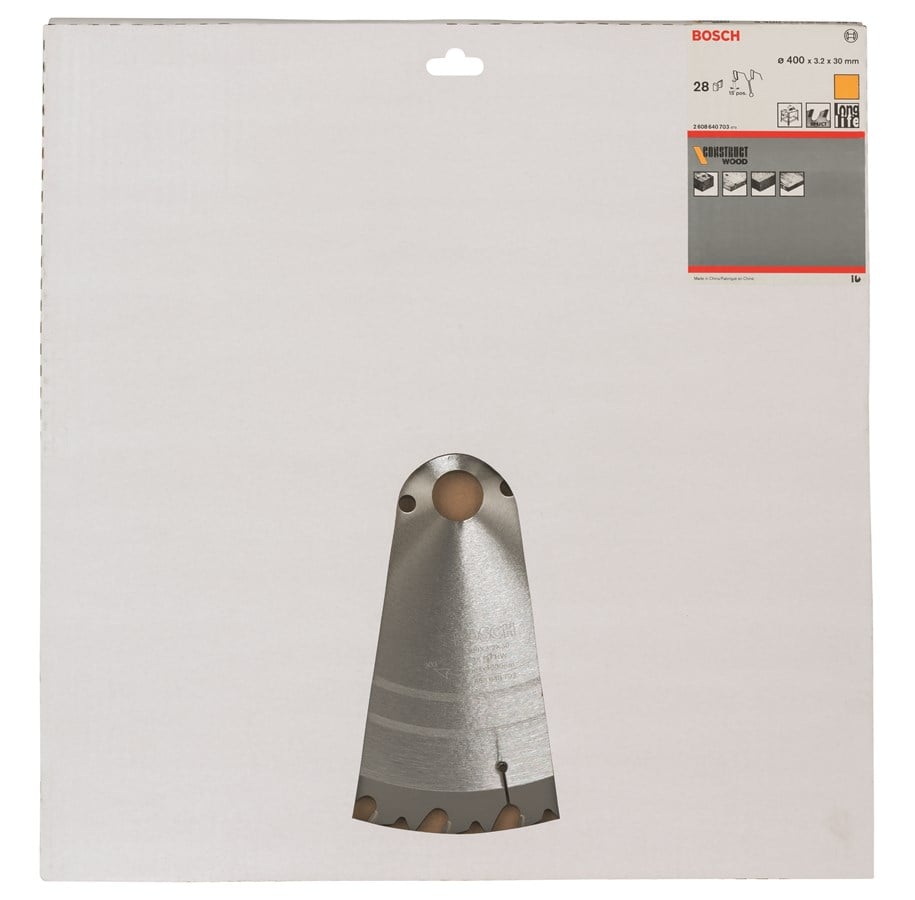 BOSCH
ø 400 x 3.2 x 30 mm
28
15° pos.
2 608 640 703
Long
life
CONSTRUCT
WOOD
Made in China/Fabriqué en Chine
BOSCH